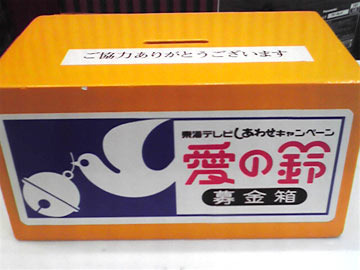 ご協力ありがとうございます
東海テレビしあわせキャンペーン
愛の鈴
募金箱